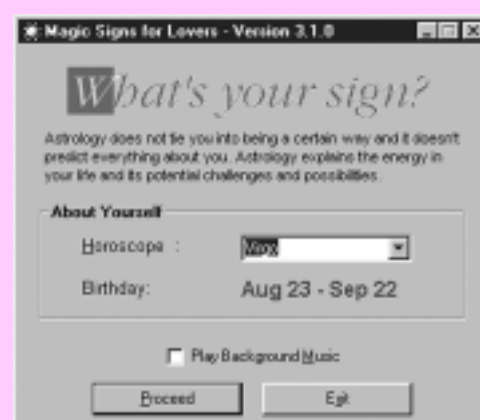 Magic Signs for Lovers - Version 3.1.0
What's your sign?
Astrology does not tie you into being a certain way and it doesn't
predict everything about you. Astrology explains the energy in
your life and its potential challenges and possibilities.
About Yourself
Horoscope :
Virgo
Birthday:
Aug 23 - Sep 22
Play Background Music
Proceed
Exit